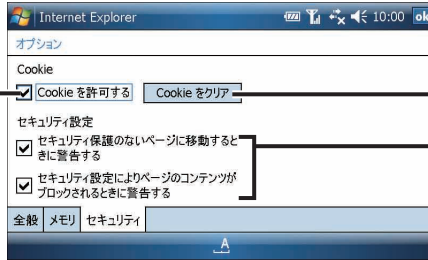 Internet Explorer 10:00 ok
オプション
Cookie
Cookie を許可する Cookie をクリア
セキュリティ設定
セキュリティ保護のないページに移動すると
きに警告する
セキュリティ設定によりページのコンテンツが
ブロックされるときに警告する
全般 メモリ セキュリティ
A